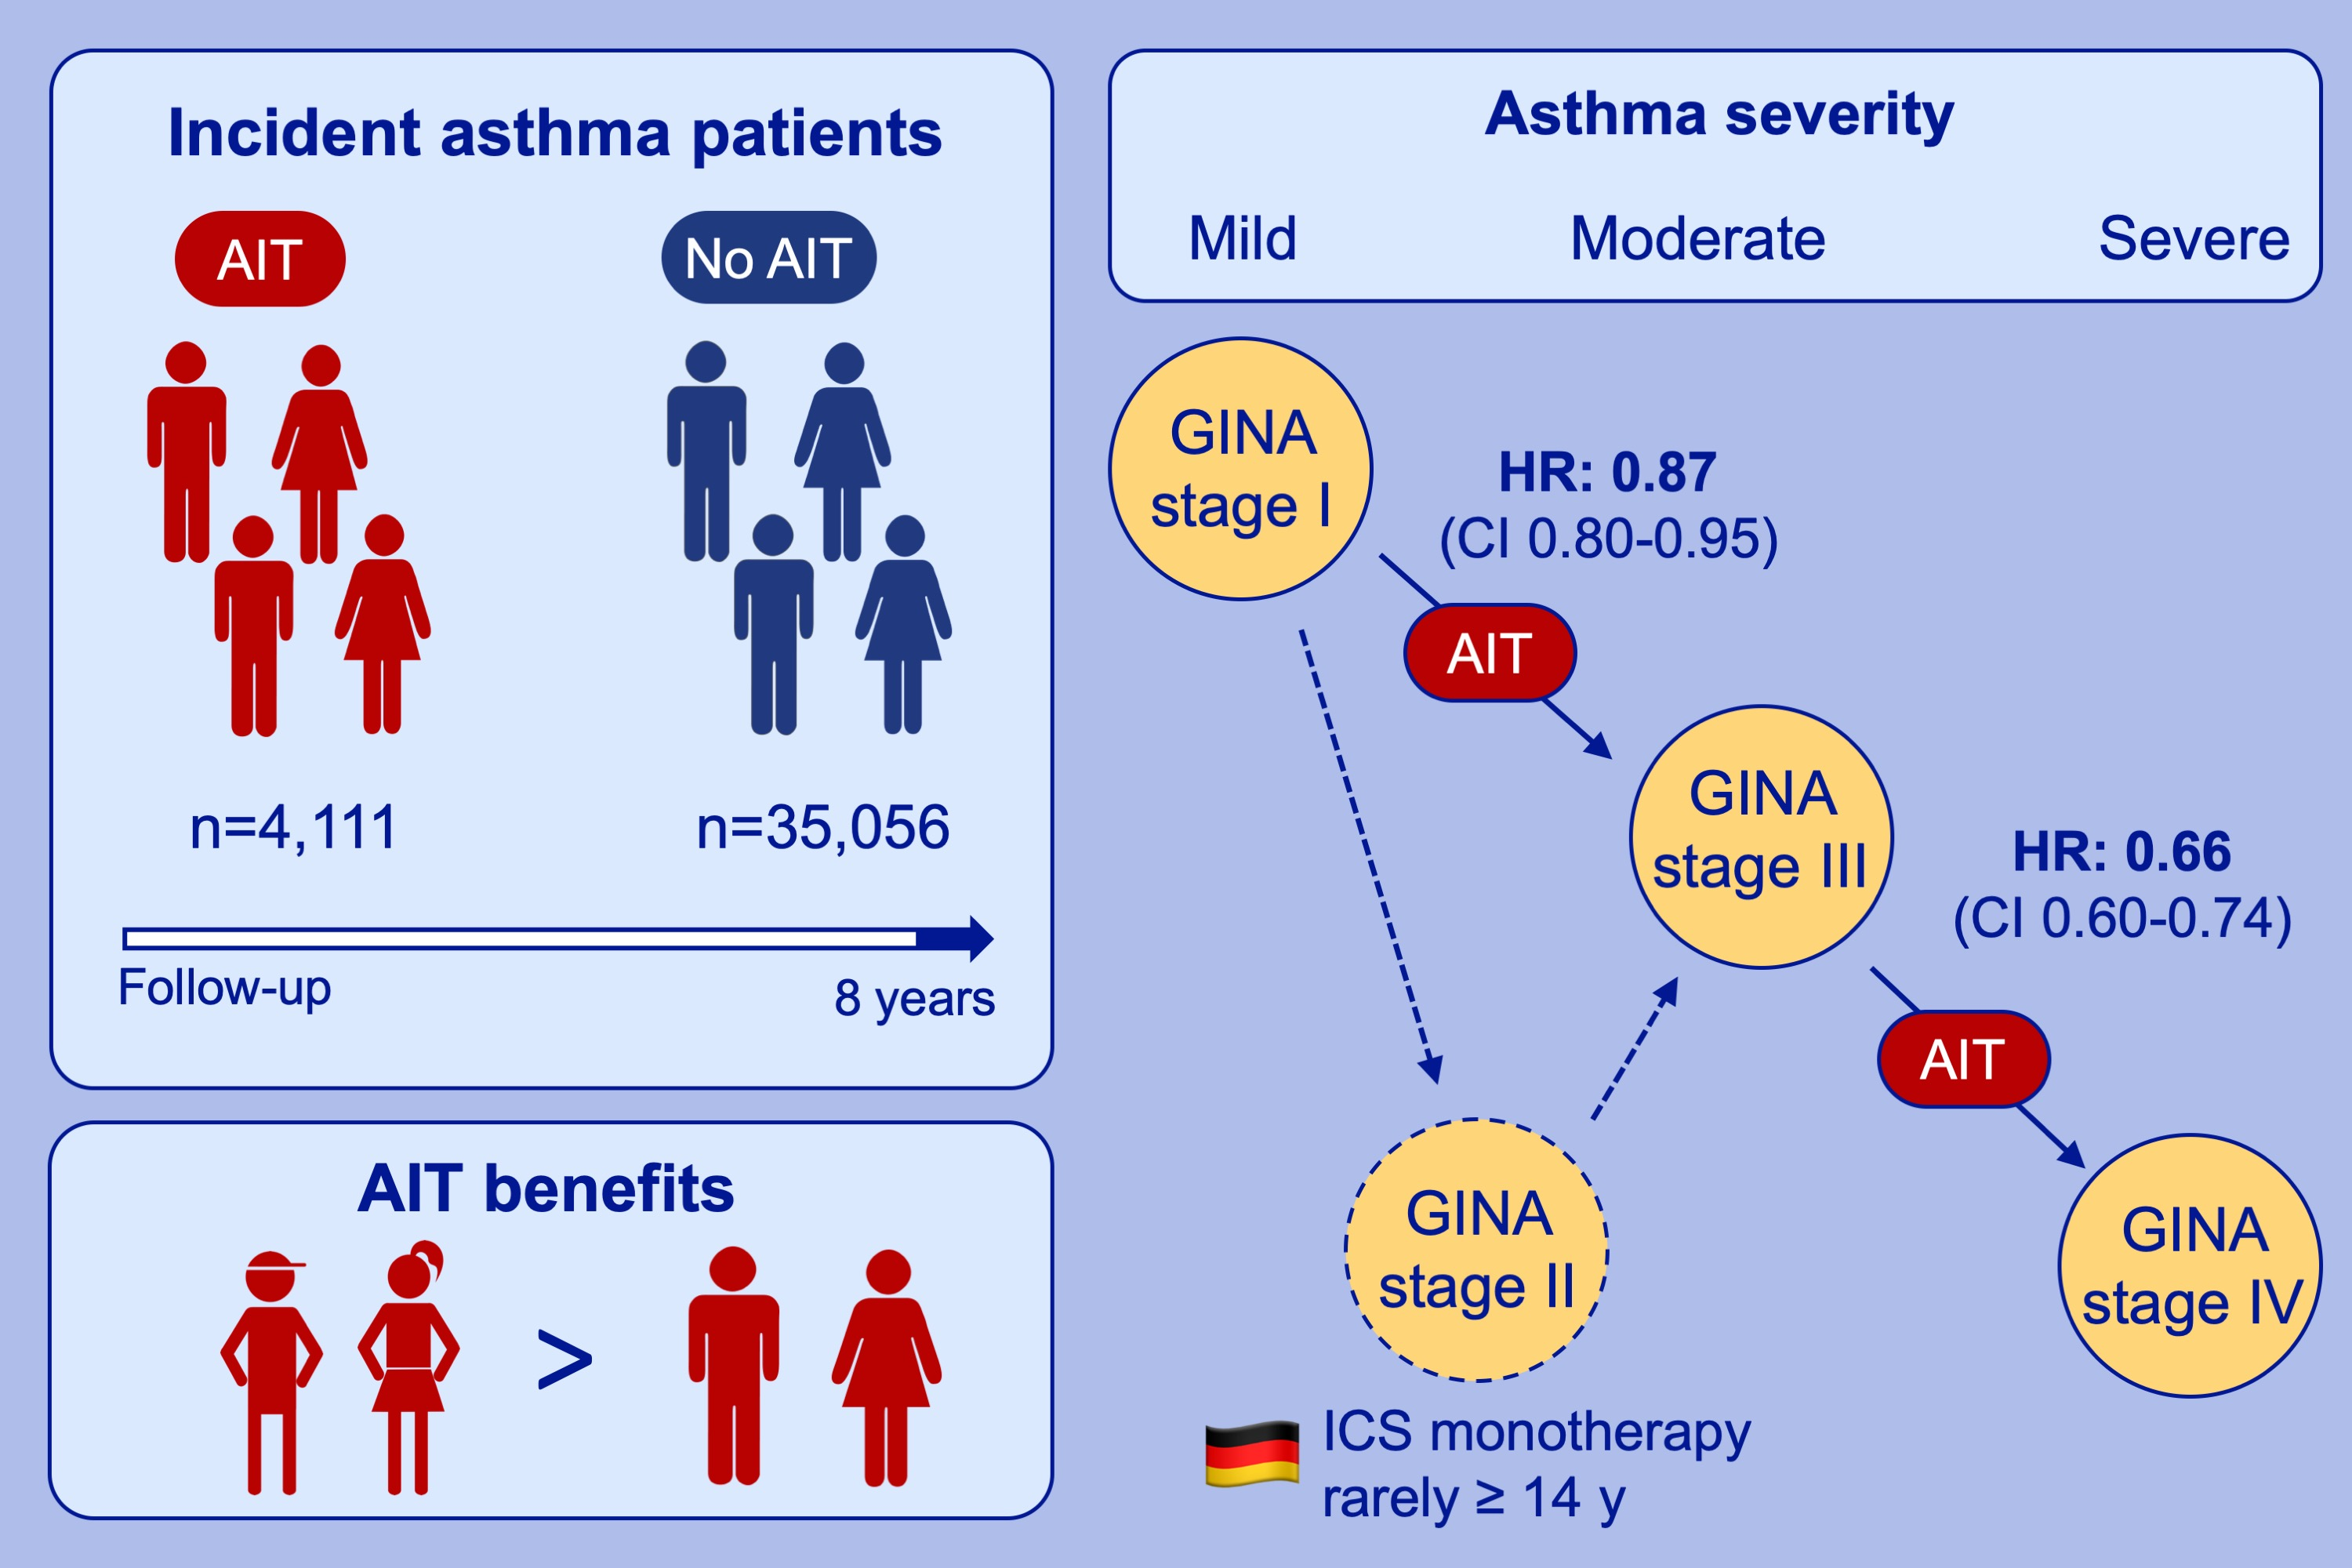 Incident asthma patients
AIT
No AIT
n=4,111
n=35,056
Follow-up
8 years
AIT benefits
>
Asthma severity
Mild
Moderate
Severe
GINA
stage I
HR: 0.87
(CI 0.80-0.95)
AIT
GINA
stage III
HR: 0.66
(CI 0.60-0.74)
AIT
GINA
stage II
GINA
stage IV
ICS monotherapy
rarely ≥ 14 y